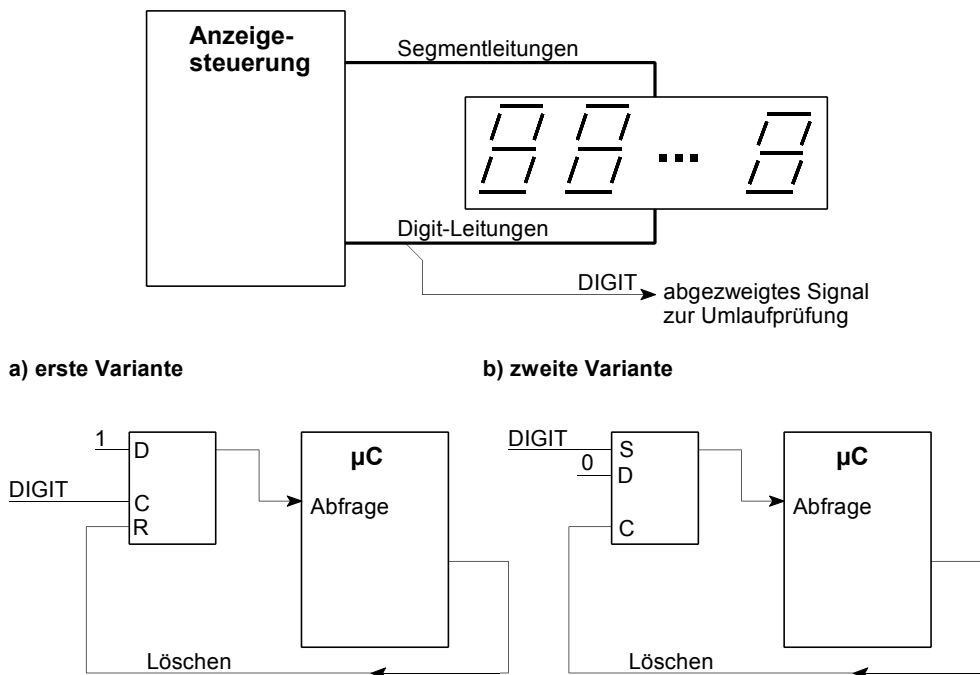 Anzeige-
steuerung
Segmentleitungen
Digit-Leitungen
DIGIT
abgezweigtes Signal
zur Umlaufprüfung
a) erste Variante
b) zweite Variante
1
D
DIGIT
C
R
µC
Abfrage
Löschen
DIGIT
S
0
D
C
µC
Abfrage
Löschen